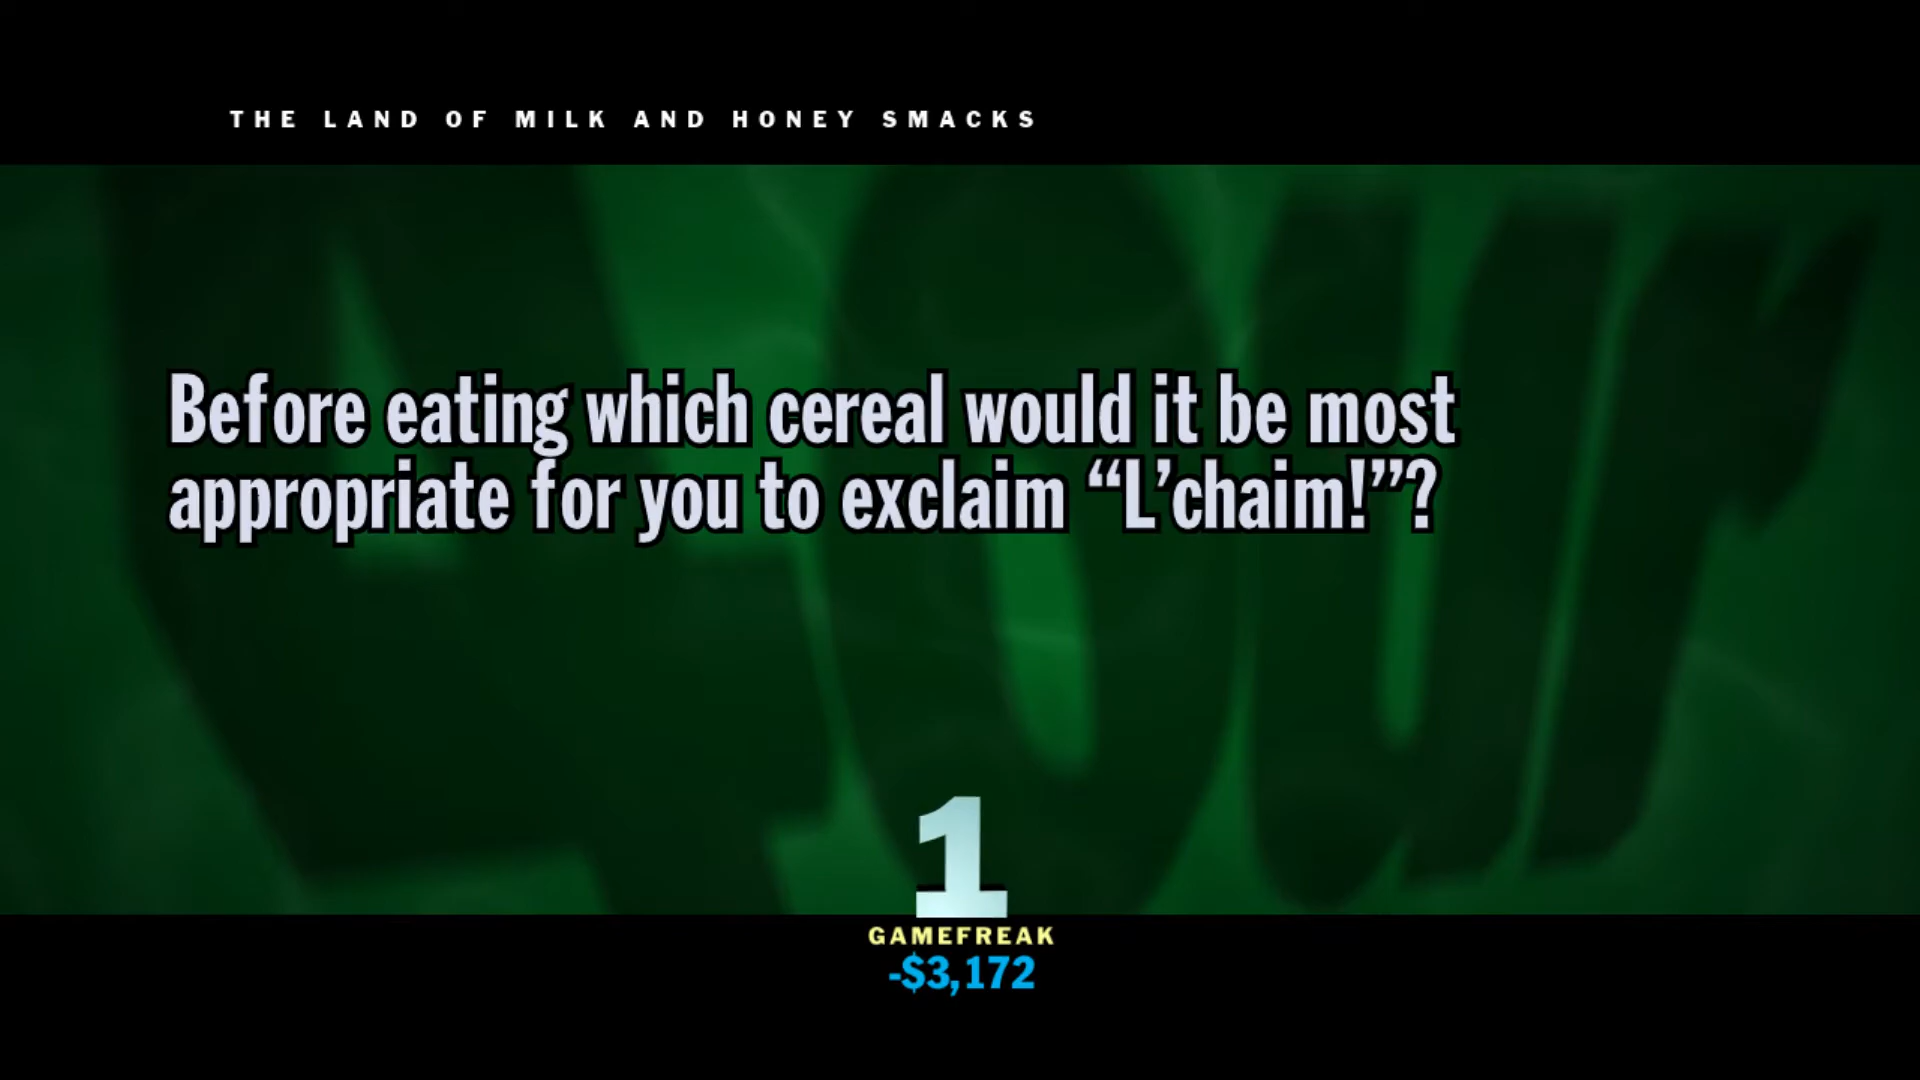 THE LAND OF MILK AND HONEY SMACKS
Before eating which cereal would it be most
appropriate for you to exclaim “L’chaim!”?
1
GAMEFREAK
-$3,172